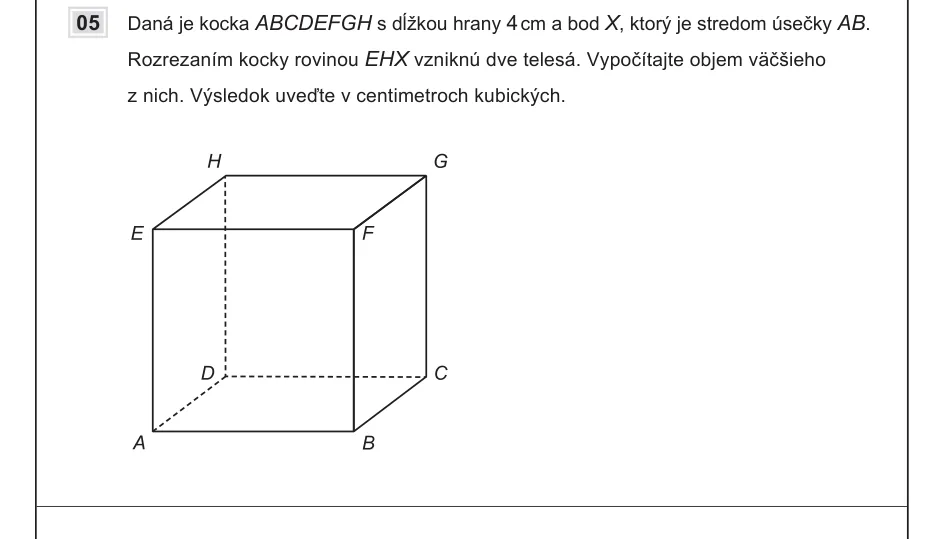 05 Daná je kocka ABCDEFGH s dĺžkou hrany 4 cm a bod X, ktorý je stredom úsečky AB.
Rozrezaním kocky rovinou EHX vzniknú dve telesá. Vypočítajte objem väčšieho
z nich. Výsledok uveďte v centimetroch kubických.
H G
E F
D C
A B